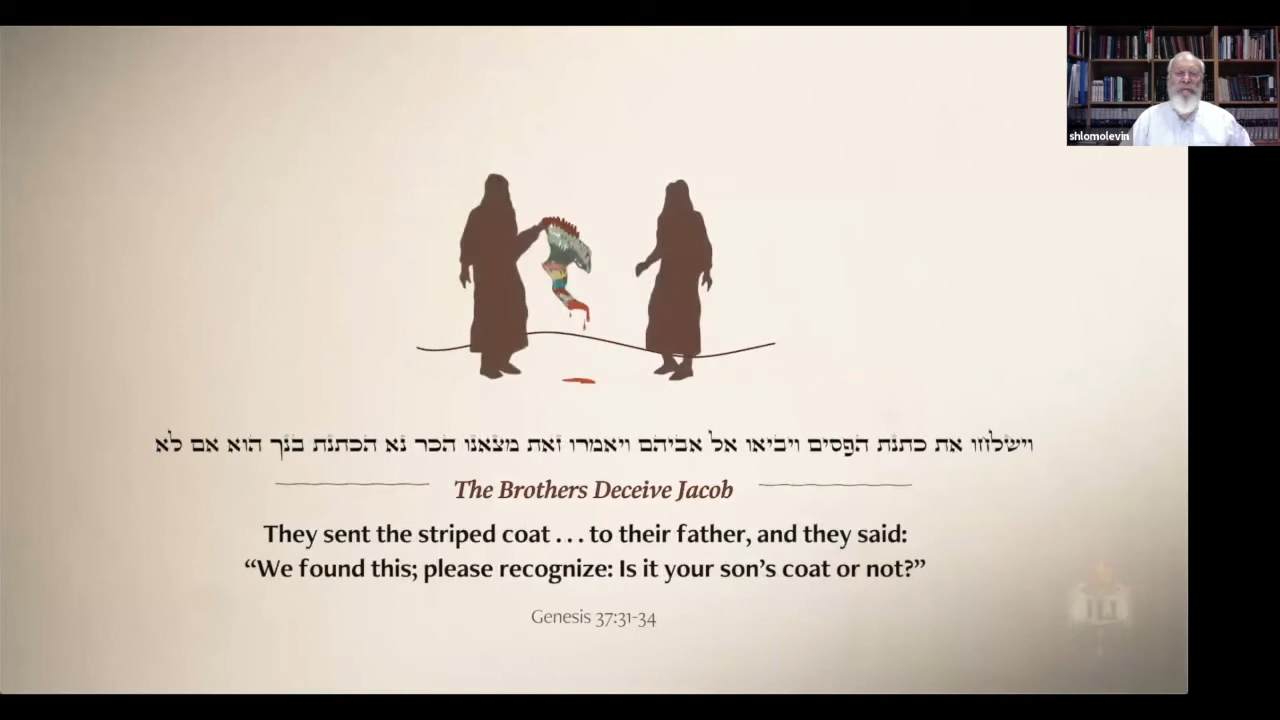 shlomolevin
וישלחו את כתנת הפסים ויביאו אל אביהם ויאמרו זאת מצאנו הכר נא הכתנת בנך הוא אם לא
The Brothers Deceive Jacob
They sent the striped coat . . . to their father, and they said:
“We found this; please recognize: Is it your son’s coat or not?”
Genesis 37:31-34
JLI